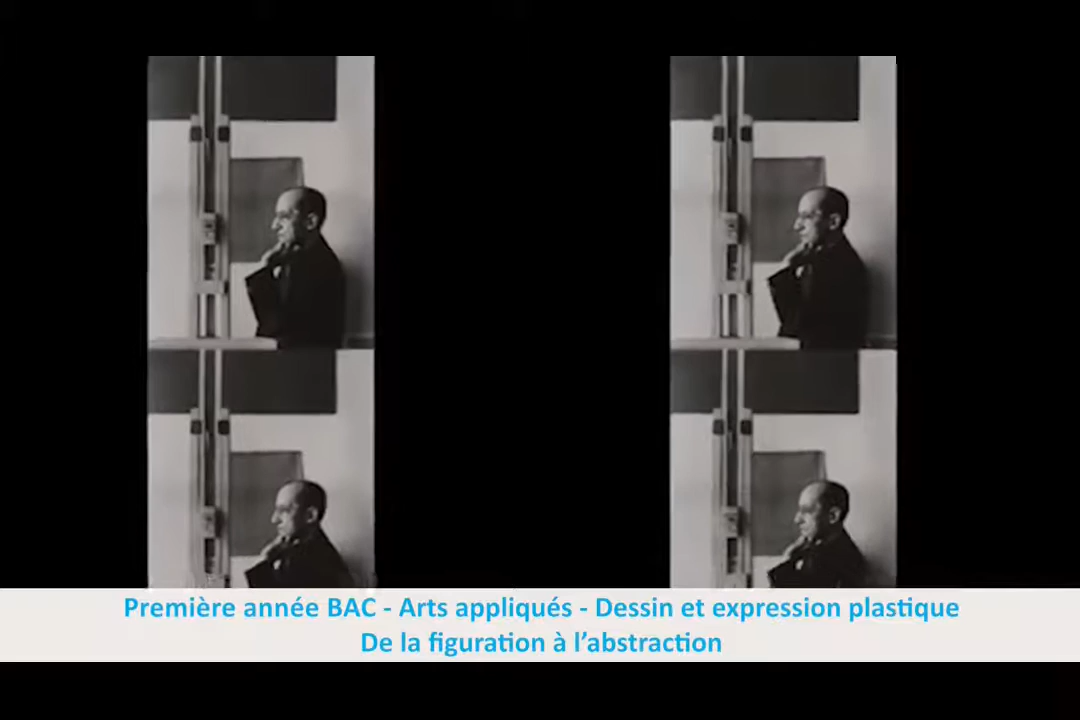 Première année BAC - Arts appliqués - Dessin et expression plastique
De la figuration à l’abstraction